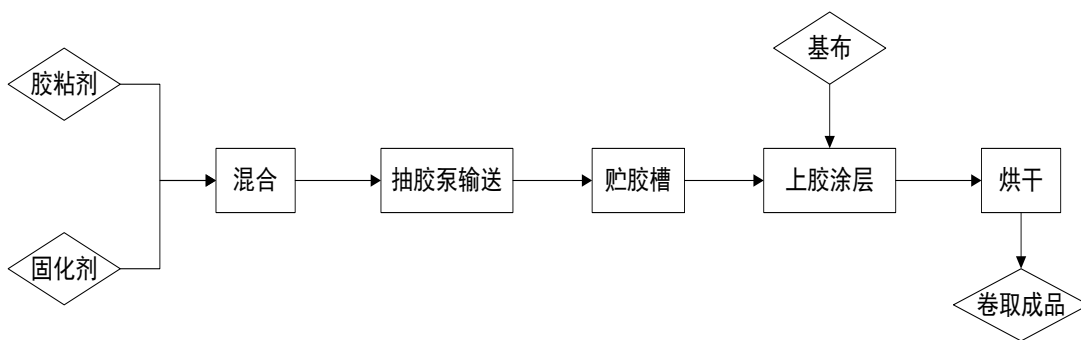 基布
胶粘剂
混合
抽胶泵输送
贮胶槽
上胶涂层
烘干
固化剂
卷取成品